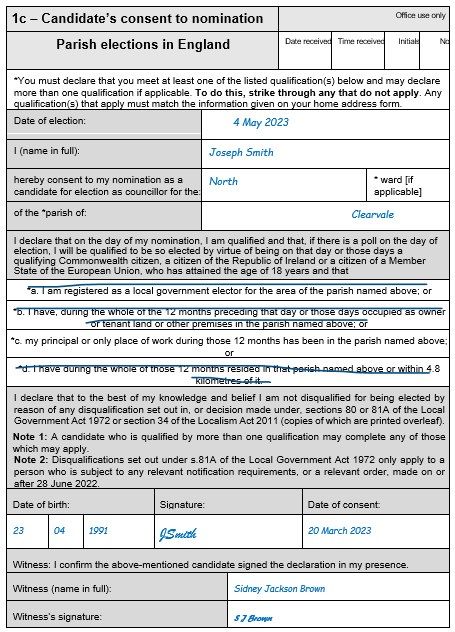 1c – Candidate's consent to nomination
Office use only
Parish elections in England
Date received
Time received
Initials
No
*You must declare that you meet at least one of the listed qualification(s) below and may declare
more than one qualification if applicable. To do this, strike through any that do not apply. Any
qualification(s) that apply must match the information given on your home address form.
Date of election:
4 May 2023
I (name in full):
Joseph Smith
hereby consent to my nomination as a
candidate for election as councillor for the:
North
* ward [if
applicable]
of the *parish of:
Clearvale
I declare that on the day of my nomination, I am qualified and that, if there is a poll on the day of
election, I will be qualified to be so elected by virtue of being on that day or those days a
qualifying Commonwealth citizen, a citizen of the Republic of Ireland or a citizen of a Member
State of the European Union, who has attained the age of 18 years and that
*a. I am registered as a local government elector for the area of the parish named above; or
*b. I have, during the whole of the 12 months preceding that day or those days occupied as owner
or tenant land or other premises in the parish named above; or
*c. my principal or only place of work during those 12 months has been in the parish named above;
or
*d. I have during the whole of those 12 months resided in that parish named above or within 4.8
kilometres of it.
I declare that to the best of my knowledge and belief I am not disqualified for being elected by
reason of any disqualification set out in, or decision made under, sections 80 or 81A of the Local
Government Act 1972 or section 34 of the Localism Act 2011 (copies of which are printed overleaf).
Note 1: A candidate who is qualified by more than one qualification may complete any of those
which may apply.
Note 2: Disqualifications set out under s.81A of the Local Government Act 1972 only apply to a
person who is subject to any relevant notification requirements, or a relevant order, made on or
after 28 June 2022.
Date of birth:
Signature:
Date of consent:
23
04
1991
JSmith
20 March 2023
Witness: I confirm the above-mentioned candidate signed the declaration in my presence.
Witness (name in full):
Sidney Jackson Brown
Witness's signature:
S J Brown